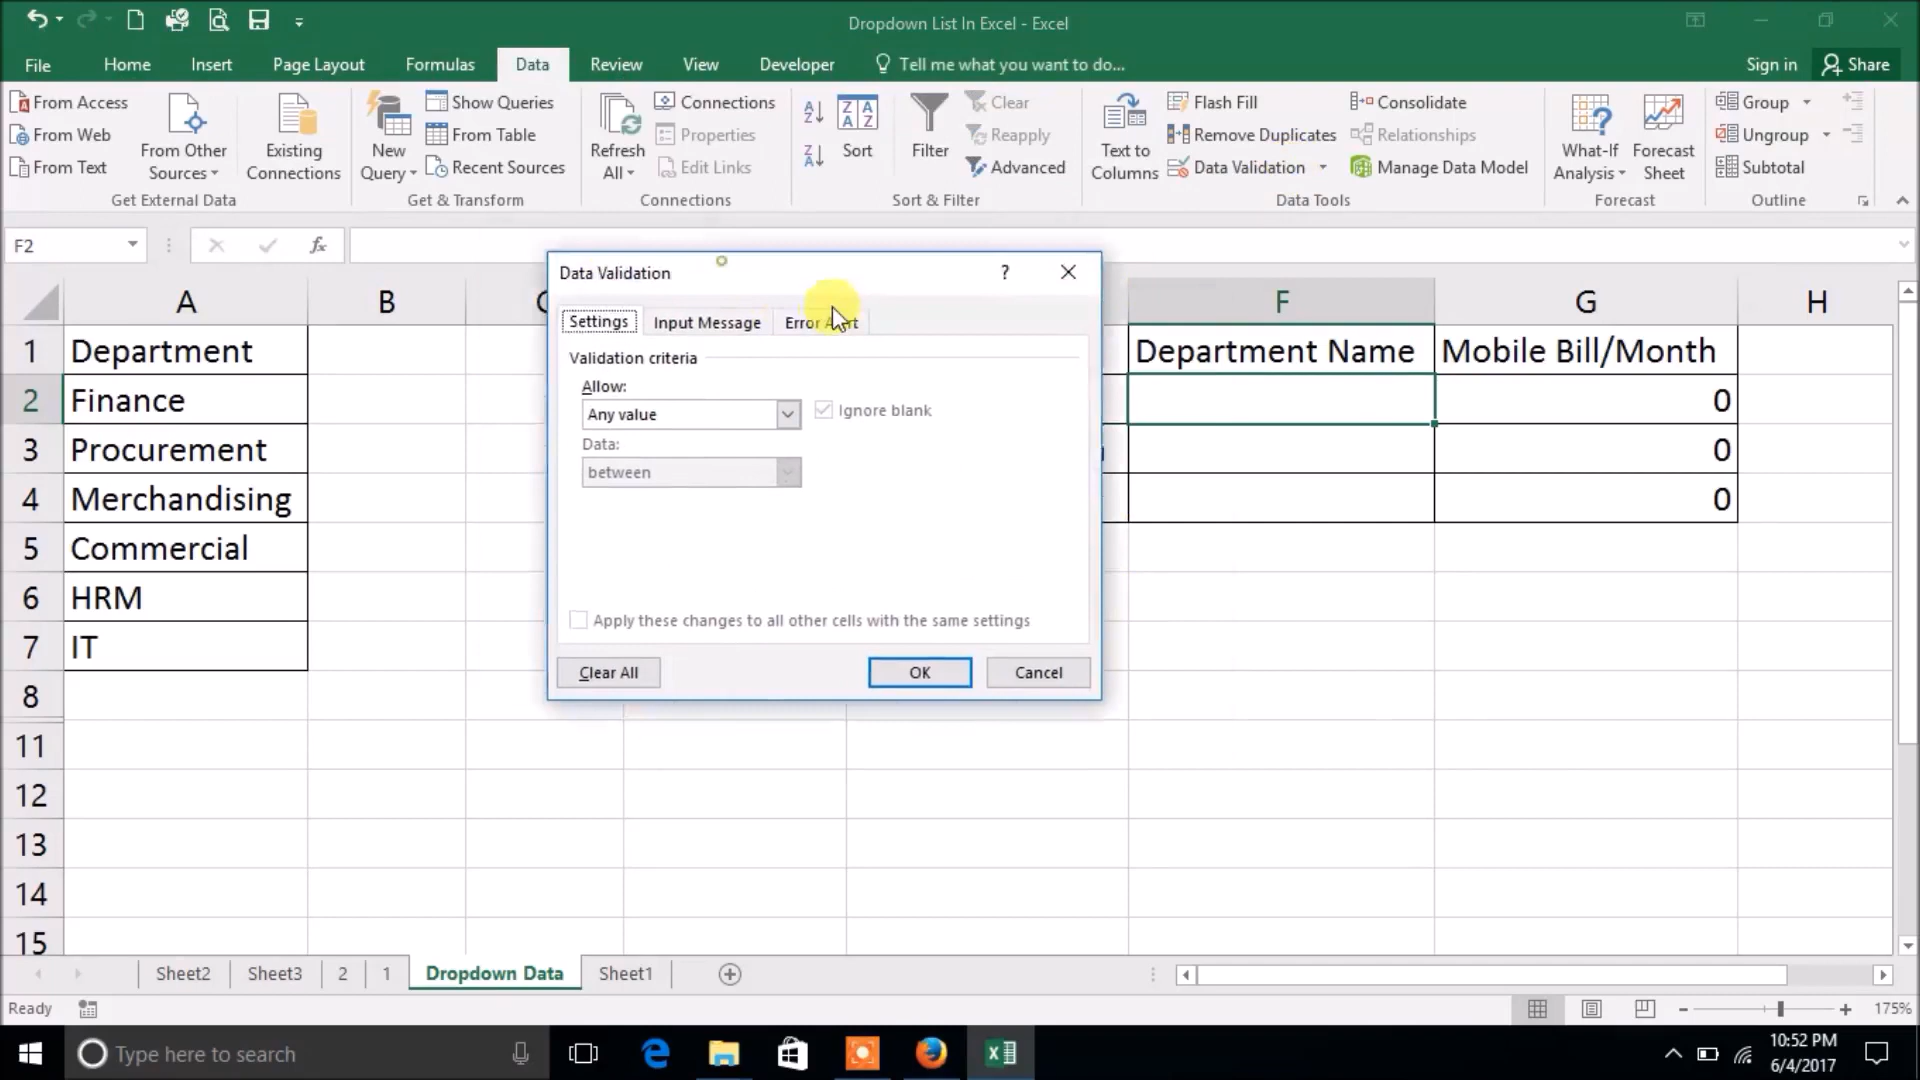 Dropdown List In Excel - Excel
File Home Insert Page Layout Formulas Data Review View Developer Tell me what you want to do... Sign in Share
From Access
From Web
From Text
From Other
Sources
Existing
Connections
Get External Data
New
Query
Show Queries
From Table
Recent Sources
Get & Transform
Refresh
All
Connections
Properties
Edit Links
Connections
Sort
Filter
Clear
Reapply
Advanced
Sort & Filter
Text to
Columns
Flash Fill
Remove Duplicates
Data Validation
Consolidate
Relationships
Manage Data Model
Data Tools
What-If
Analysis
Forecast
Sheet
Forecast
Group
Ungroup
Subtotal
Outline
F2
fx
A B F G H
1 Department Department Name Mobile Bill/Month
2 Finance 0
3 Procurement 0
4 Merchandising 0
5 Commercial
6 HRM
7 IT
8
11
12
13
14
15
Data Validation
?
Settings Input Message Error
Validation criteria
Allow:
Any value
Ignore blank
Data:
between
Apply these changes to all other cells with the same settings
Clear All OK Cancel
Sheet2 Sheet3 2 1 Dropdown Data Sheet1
Ready
175%
Type here to search
10:52 PM
6/4/2017